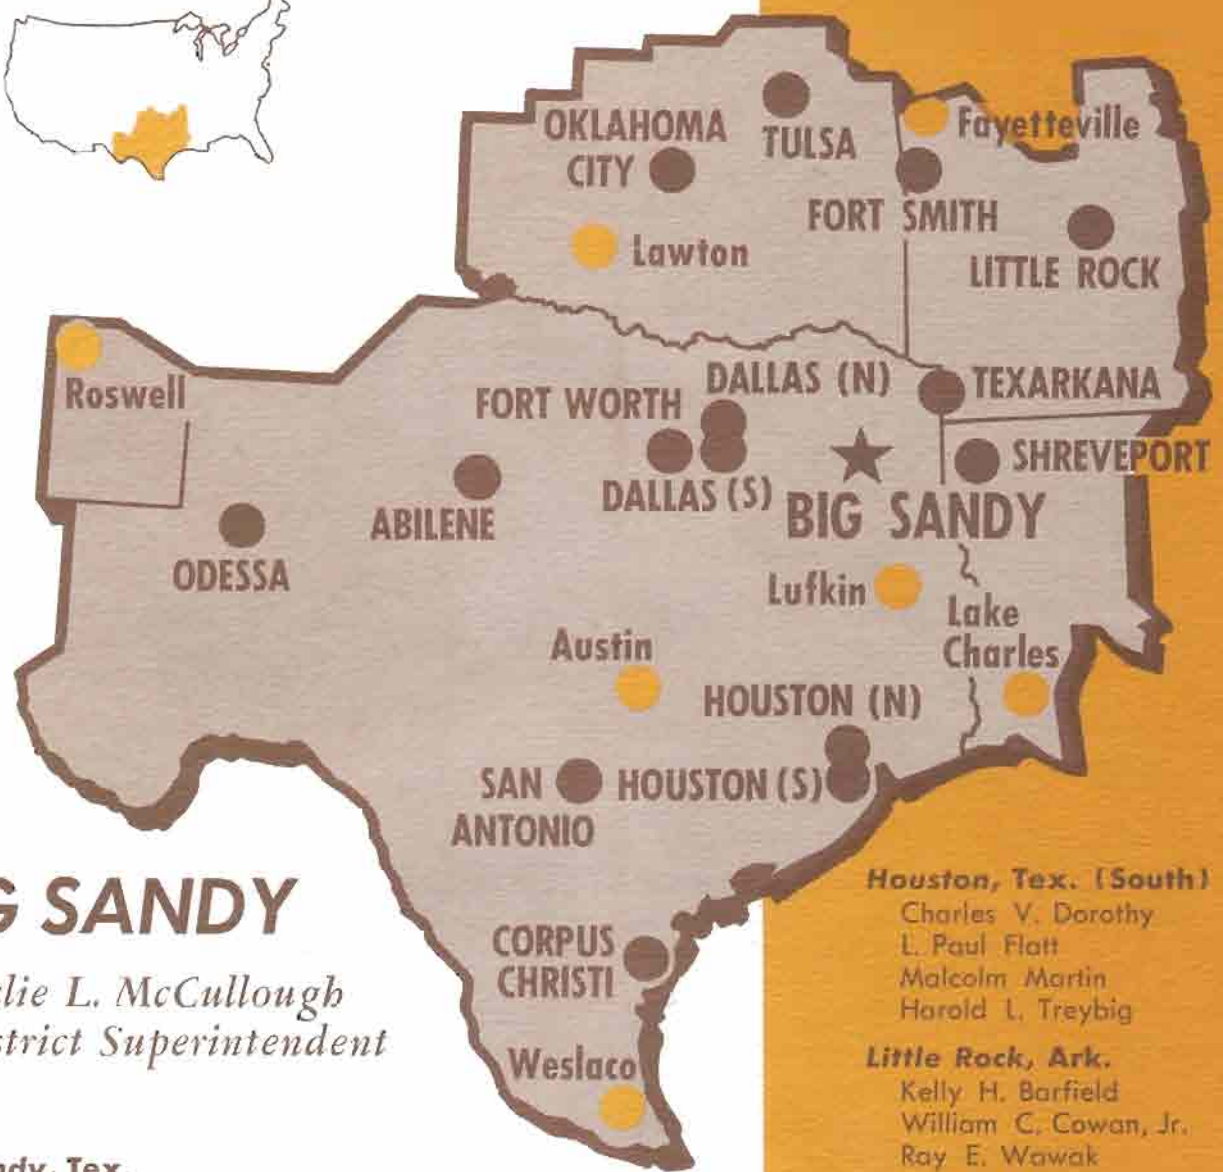 OKLAHOMA
CITY
TULSA
Fayetteville
FORT SMITH
Lawton
LITTLE ROCK
Roswell
FORT WORTH
DALLAS (N)
TEXARKANA
DALLAS (S)
SHREVEPORT
BIG SANDY
ABILENE
ODESSA
Lufkin
Lake
Charles
Austin
HOUSTON (N)
SAN
ANTONIO
HOUSTON (S)
CORPUS
CHRISTI
Weslaco
SANDY
L. McCullough
Superintendent
Tex.
Houston, Tex. (South)
Charles V. Dorothy
L. Paul Flatt
Malcolm Martin
Harold L. Treybig
Little Rock, Ark.
Kelly H. Barfield
William C. Cowan, Jr.
Ray E. Wawak